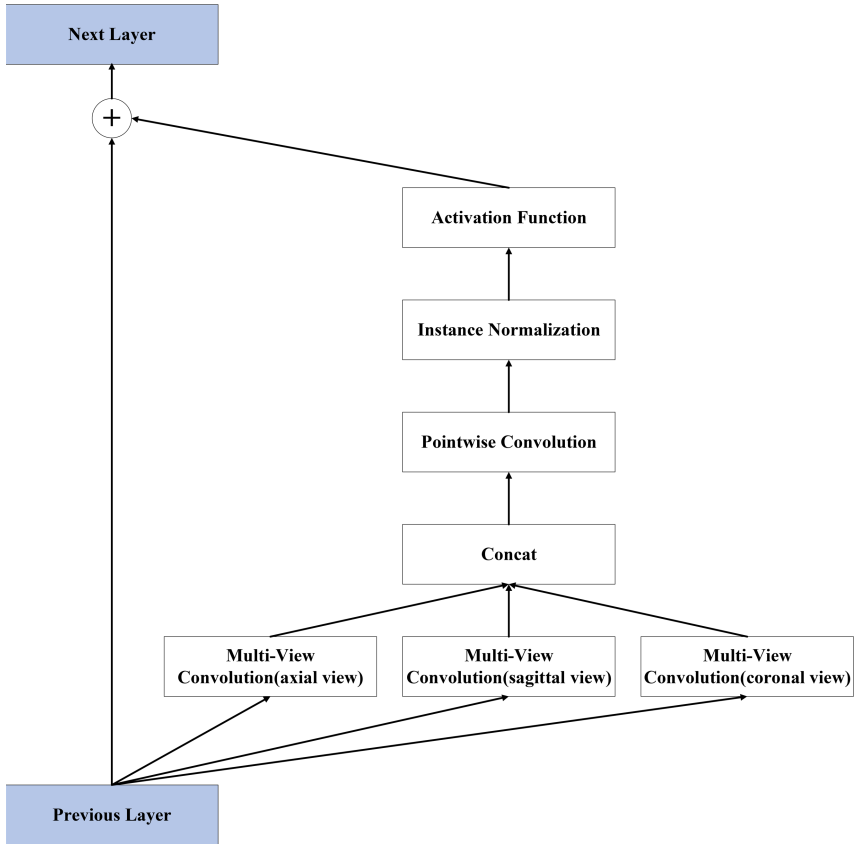 Next Layer
+
Activation Function
Instance Normalization
Pointwise Convolution
Concat
Multi-View
Convolution(axial view)
Multi-View
Convolution(sagittal view)
Multi-View
Convolution(coronal view)
Previous Layer